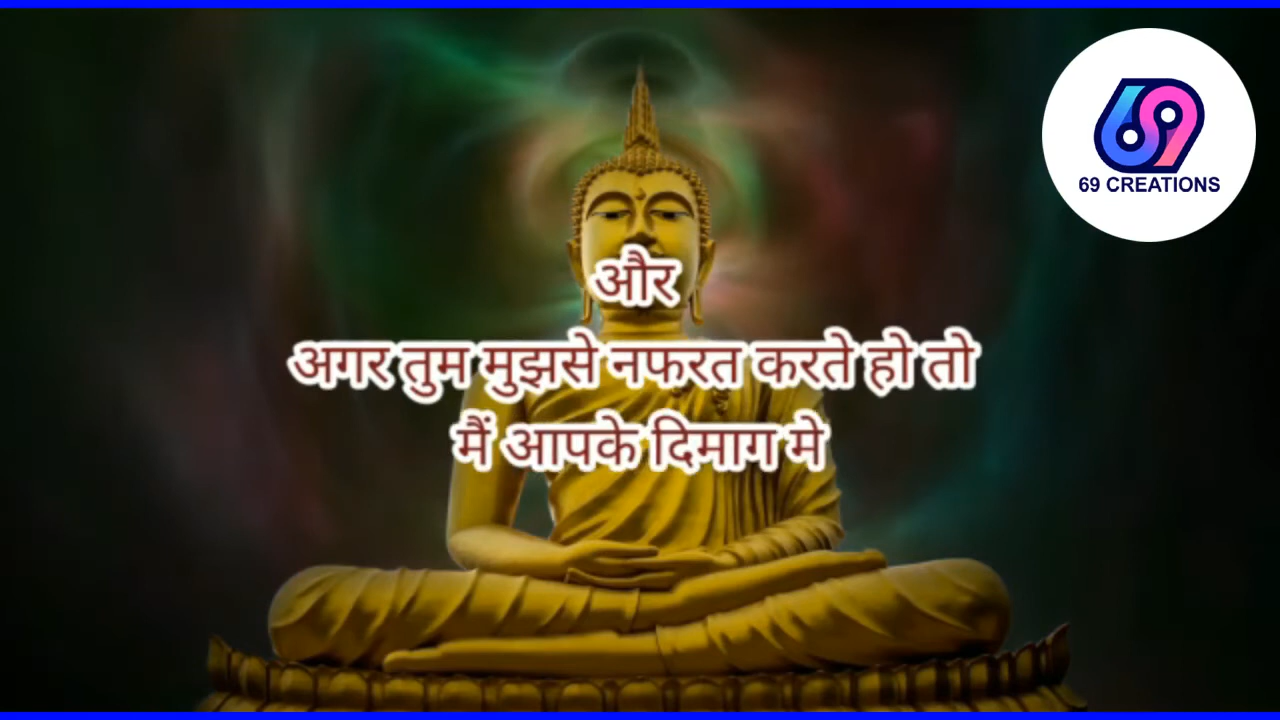 69 CREATIONS
और
अगर तुम मुझसे नफरत करते हो तो
मैं आपके दिमाग मे